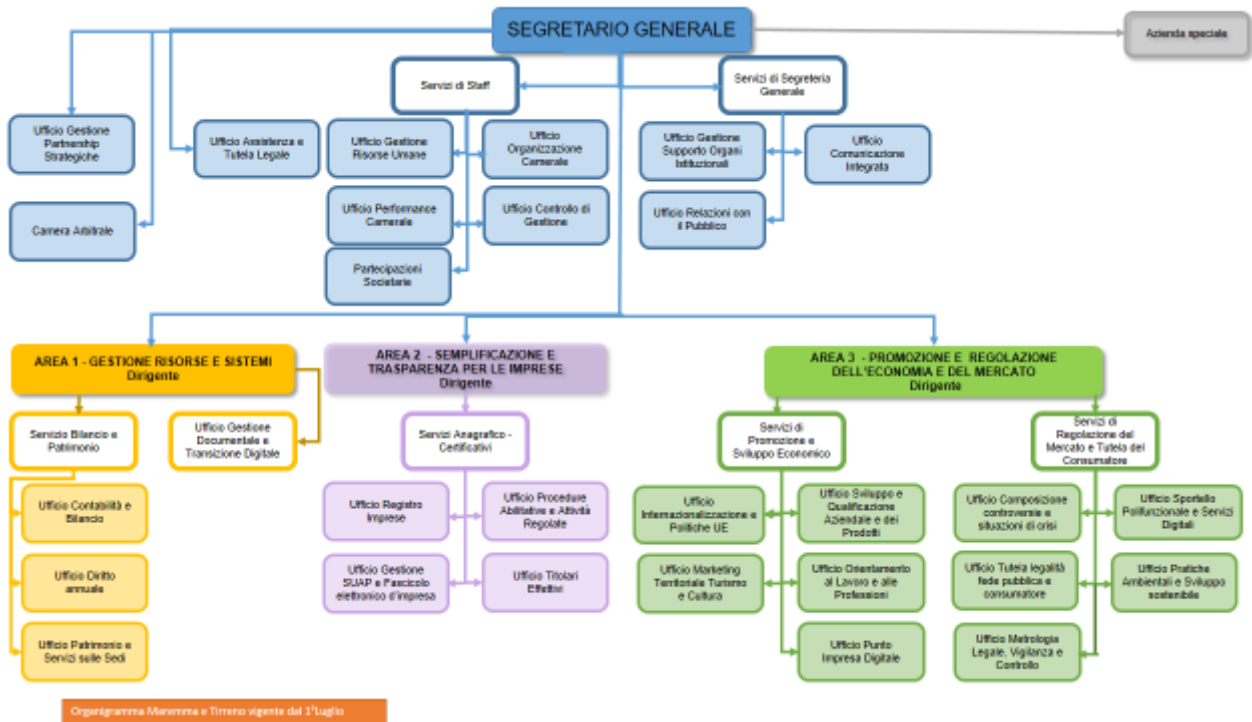 SEGRETARIO GENERALE
Azienda speciale
Servizi di Staff
Servizi di Segreteria
Generale
Ufficio Gestione
Partnership
Strategiche
Ufficio Assistenza e
Tutela Legale
Ufficio Gestione
Risorse Umane
Ufficio
Organizzazione
Camerale
Ufficio Gestione
Supporto Organi
Istituzionali
Ufficio
Comunicazione
Integrata
Camera Arbitrale
Ufficio Performance
Camerale
Ufficio Controllo di
Gestione
Ufficio Relazioni con
il Pubblico
Partecipazioni
Societarie
AREA 1 - GESTIONE RISORSE E SISTEMI
Dirigente
AREA 2 - SEMPLIFICAZIONE E
TRASPARENZA PER LE IMPRESE
Dirigente
AREA 3 - PROMOZIONE E REGOLAZIONE
DELL'ECONOMIA E DEL MERCATO
Dirigente
Servizio Bilancio e
Patrimonio
Ufficio Gestione
Documentale e
Transizione Digitale
Servizi Anagrafico -
Certificativi
Servizi di
Promozione e
Sviluppo Economico
Servizi di
Regolazione del
Mercato e Tutela del
Consumatore
Ufficio Contabilità e
Bilancio
Ufficio Diritto
annuale
Ufficio Patrimonio e
Servizi sulle Sedi
Ufficio Registro
Imprese
Ufficio Procedure
Abilitative e Attività
Regolate
Ufficio Gestione
SUAP e Fascicolo
elettronico d'impresa
Ufficio Titolari
Effettivi
Ufficio
Internazionalizzazione e
Politiche UE
Ufficio Sviluppo e
Qualificazione
Aziendale e dei
Prodotti
Ufficio Marketing
Territoriale Turismo
e Cultura
Ufficio Orientamento
al Lavoro e alle
Professioni
Ufficio Punto
Impresa Digitale
Ufficio Composizione
controversie e
situazioni di crisi
Ufficio Sportello
Polifunzionale e Servizi
Digitali
Ufficio Tutela legalità
fede pubblica e
consumatore
Ufficio Pratiche
Ambientali e Sviluppo
sostenibile
Ufficio Metrologia
Legale, Vigilanza e
Controllo
Organigramma Maremma e Tirreno vigente dal 1°Luglio